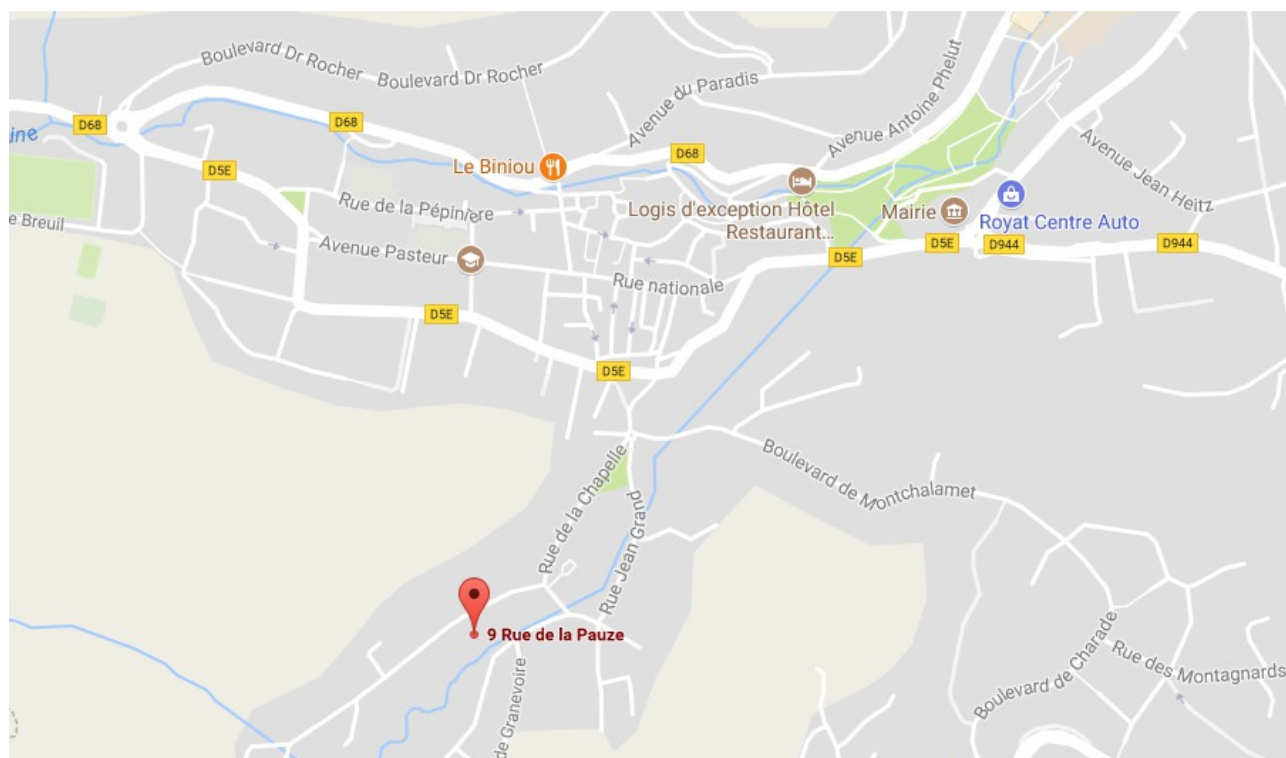 Boulevard Dr Rocher
Boulevard Dr Rocher
Avenue du Paradis
Avenue Antoine Phelut
D68
D68
D68
ine
Le Biniou
D5E
Avenue Jean Heitz
Rue de la Pépinière
Logis d'exception Hôtel
Restaurant...
Mairie
Royat Centre Auto
e Breuil
Avenue Pasteur
D5E
D5E
D944
D944
Rue nationale
D5E
D5E
Boulevard de Montchalamet
Rue de la Chapelle
Rue Jean Grand
9 Rue de la Pauze
de Granevoire
Boulevard de Charade
Rue des Montagnards